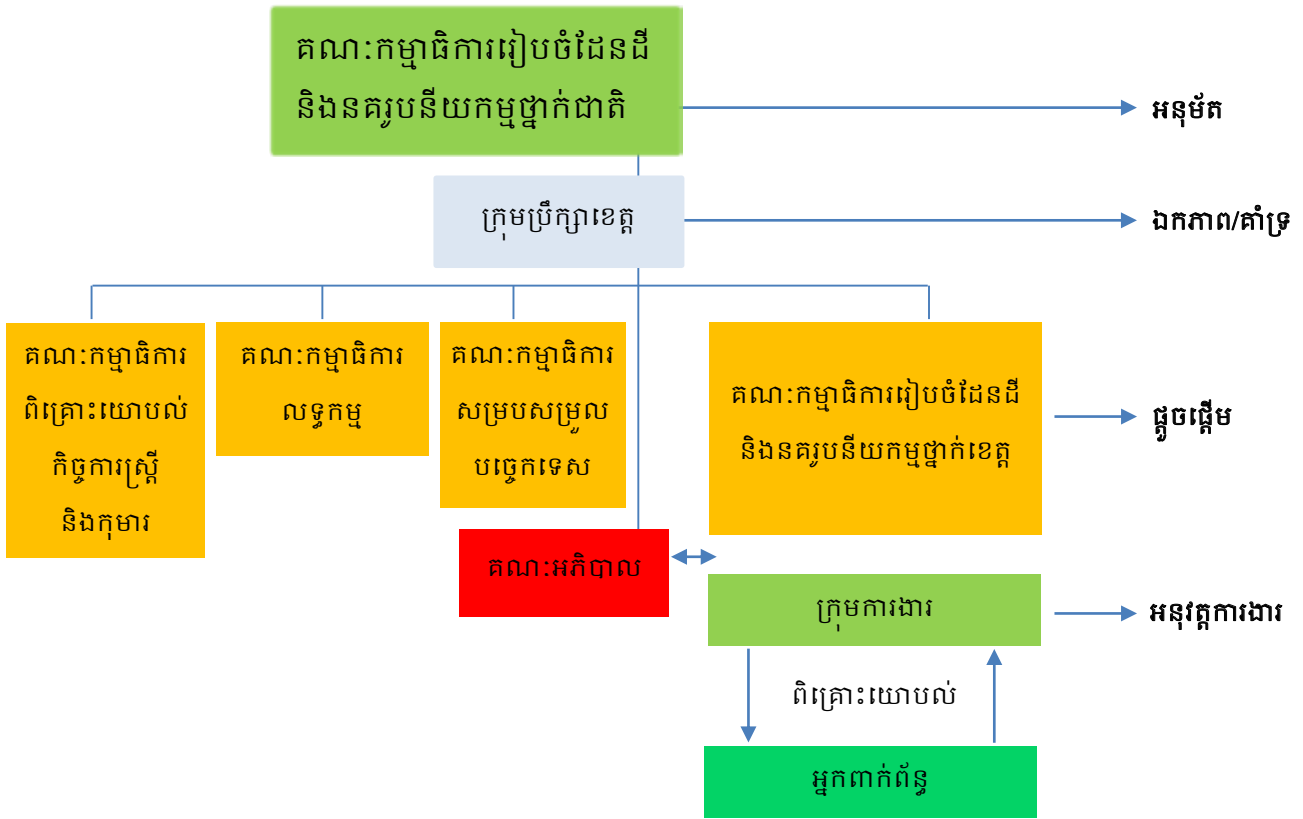 គណៈកម្មាធិការរៀបចំដែនដី
និងនគរូបនីយកម្មថ្នាក់ជាតិ
អនុម័ត
ក្រុមប្រឹក្សាខេត្ត
ឯកភាព/គាំទ្រ
គណៈកម្មាធិការ
ពិគ្រោះយោបល់
កិច្ចការស្ត្រី
និងកុមារ
គណៈកម្មាធិការ
លទ្ធកម្ម
គណៈកម្មាធិការ
សម្របសម្រួល
បច្ចេកទេស
គណៈកម្មាធិការរៀបចំដែនដី
និងនគរូបនីយកម្មថ្នាក់ខេត្ត
ផ្តួចផ្តើម
គណៈអភិបាល
ក្រុមការងារ
អនុវត្តការងារ
ពិគ្រោះយោបល់
អ្នកពាក់ព័ន្ធ